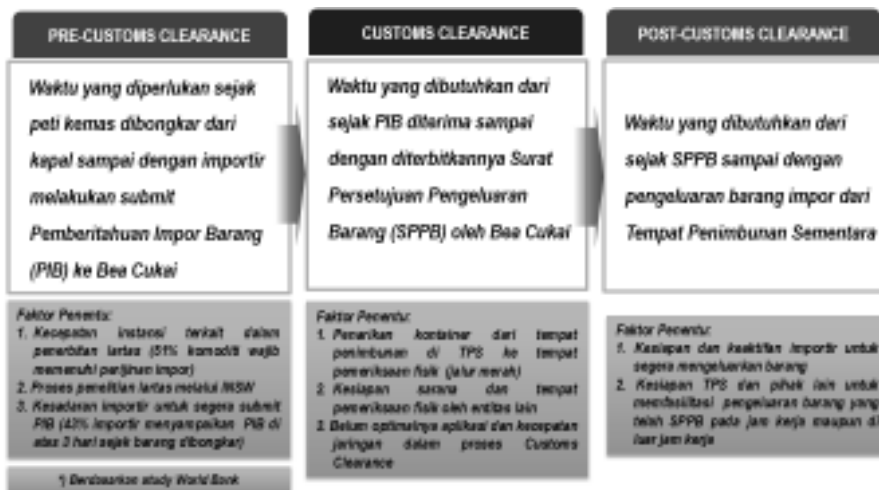 PRE-CUSTOMS CLEARANCE
Waktu yang diperlukan sejak
peti kemas dibongkar dari
kapal sampai dengan importir
melakukan submit
Pemberitahuan Impor Barang
(PIB) ke Bea Cukai
Faktor Penentu:
1. Kecepatan instansi terkait dalam
penerbitan lartas (51% komoditi wajib
memenuhi perijinan impor)
2. Proses penelitian lartas melalui INSW
3. Kesadaran importir untuk segera submit
PIB (43% importir menyampaikan PIB di
atas 3 hari sejak barang dibongkar)
*) Berdasarkan study World Bank
CUSTOMS CLEARANCE
Waktu yang dibutuhkan dari
sejak PIB diterima sampai
dengan diterbitkannya Surat
Persetujuan Pengeluaran
Barang (SPPB) oleh Bea Cukai
Faktor Penentu:
1. Penarikan kontainer dari tempat
penimbunan di TPS ke tempat
pemeriksaan fisik (jalur merah)
2. Kesiapan sarana dan tempat
pemeriksaan fisik oleh entitas lain
3. Belum optimalnya aplikasi dan kecepatan
jaringan dalam proses Customs
Clearance
POST-CUSTOMS CLEARANCE
Waktu yang dibutuhkan dari
sejak SPPB sampai dengan
pengeluaran barang impor dari
Tempat Penimbunan Sementara
Faktor Penentu:
1. Kesiapan dan keaktifan importir untuk
segera mengeluarkan barang
2. Kesiapan TPS dan pihak lain untuk
memfasilitasi pengeluaran barang yang
telah SPPB pada jam kerja maupun di
luar jam kerja